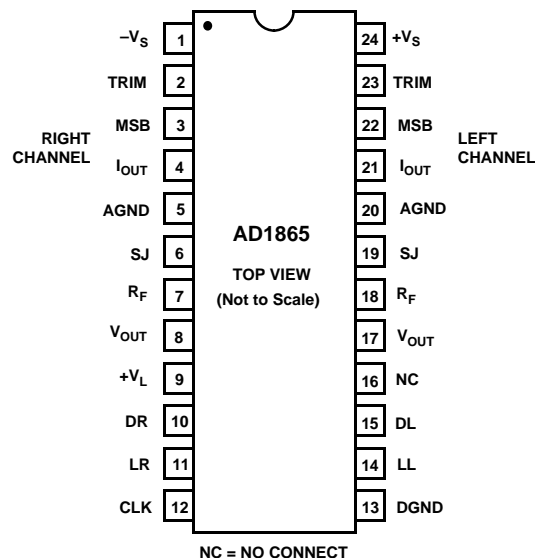 –VS 1 24 +VS
TRIM 2 23 TRIM
MSB 3 22 MSB
RIGHT CHANNEL LEFT CHANNEL
IOUT 4 21 IOUT
AGND 5 20 AGND
AD1865
SJ 6 19 SJ
TOP VIEW
(Not to Scale)
RF 7 18 RF
VOUT 8 17 VOUT
+VL 9 16 NC
DR 10 15 DL
LR 11 14 LL
CLK 12 13 DGND
NC = NO CONNECT